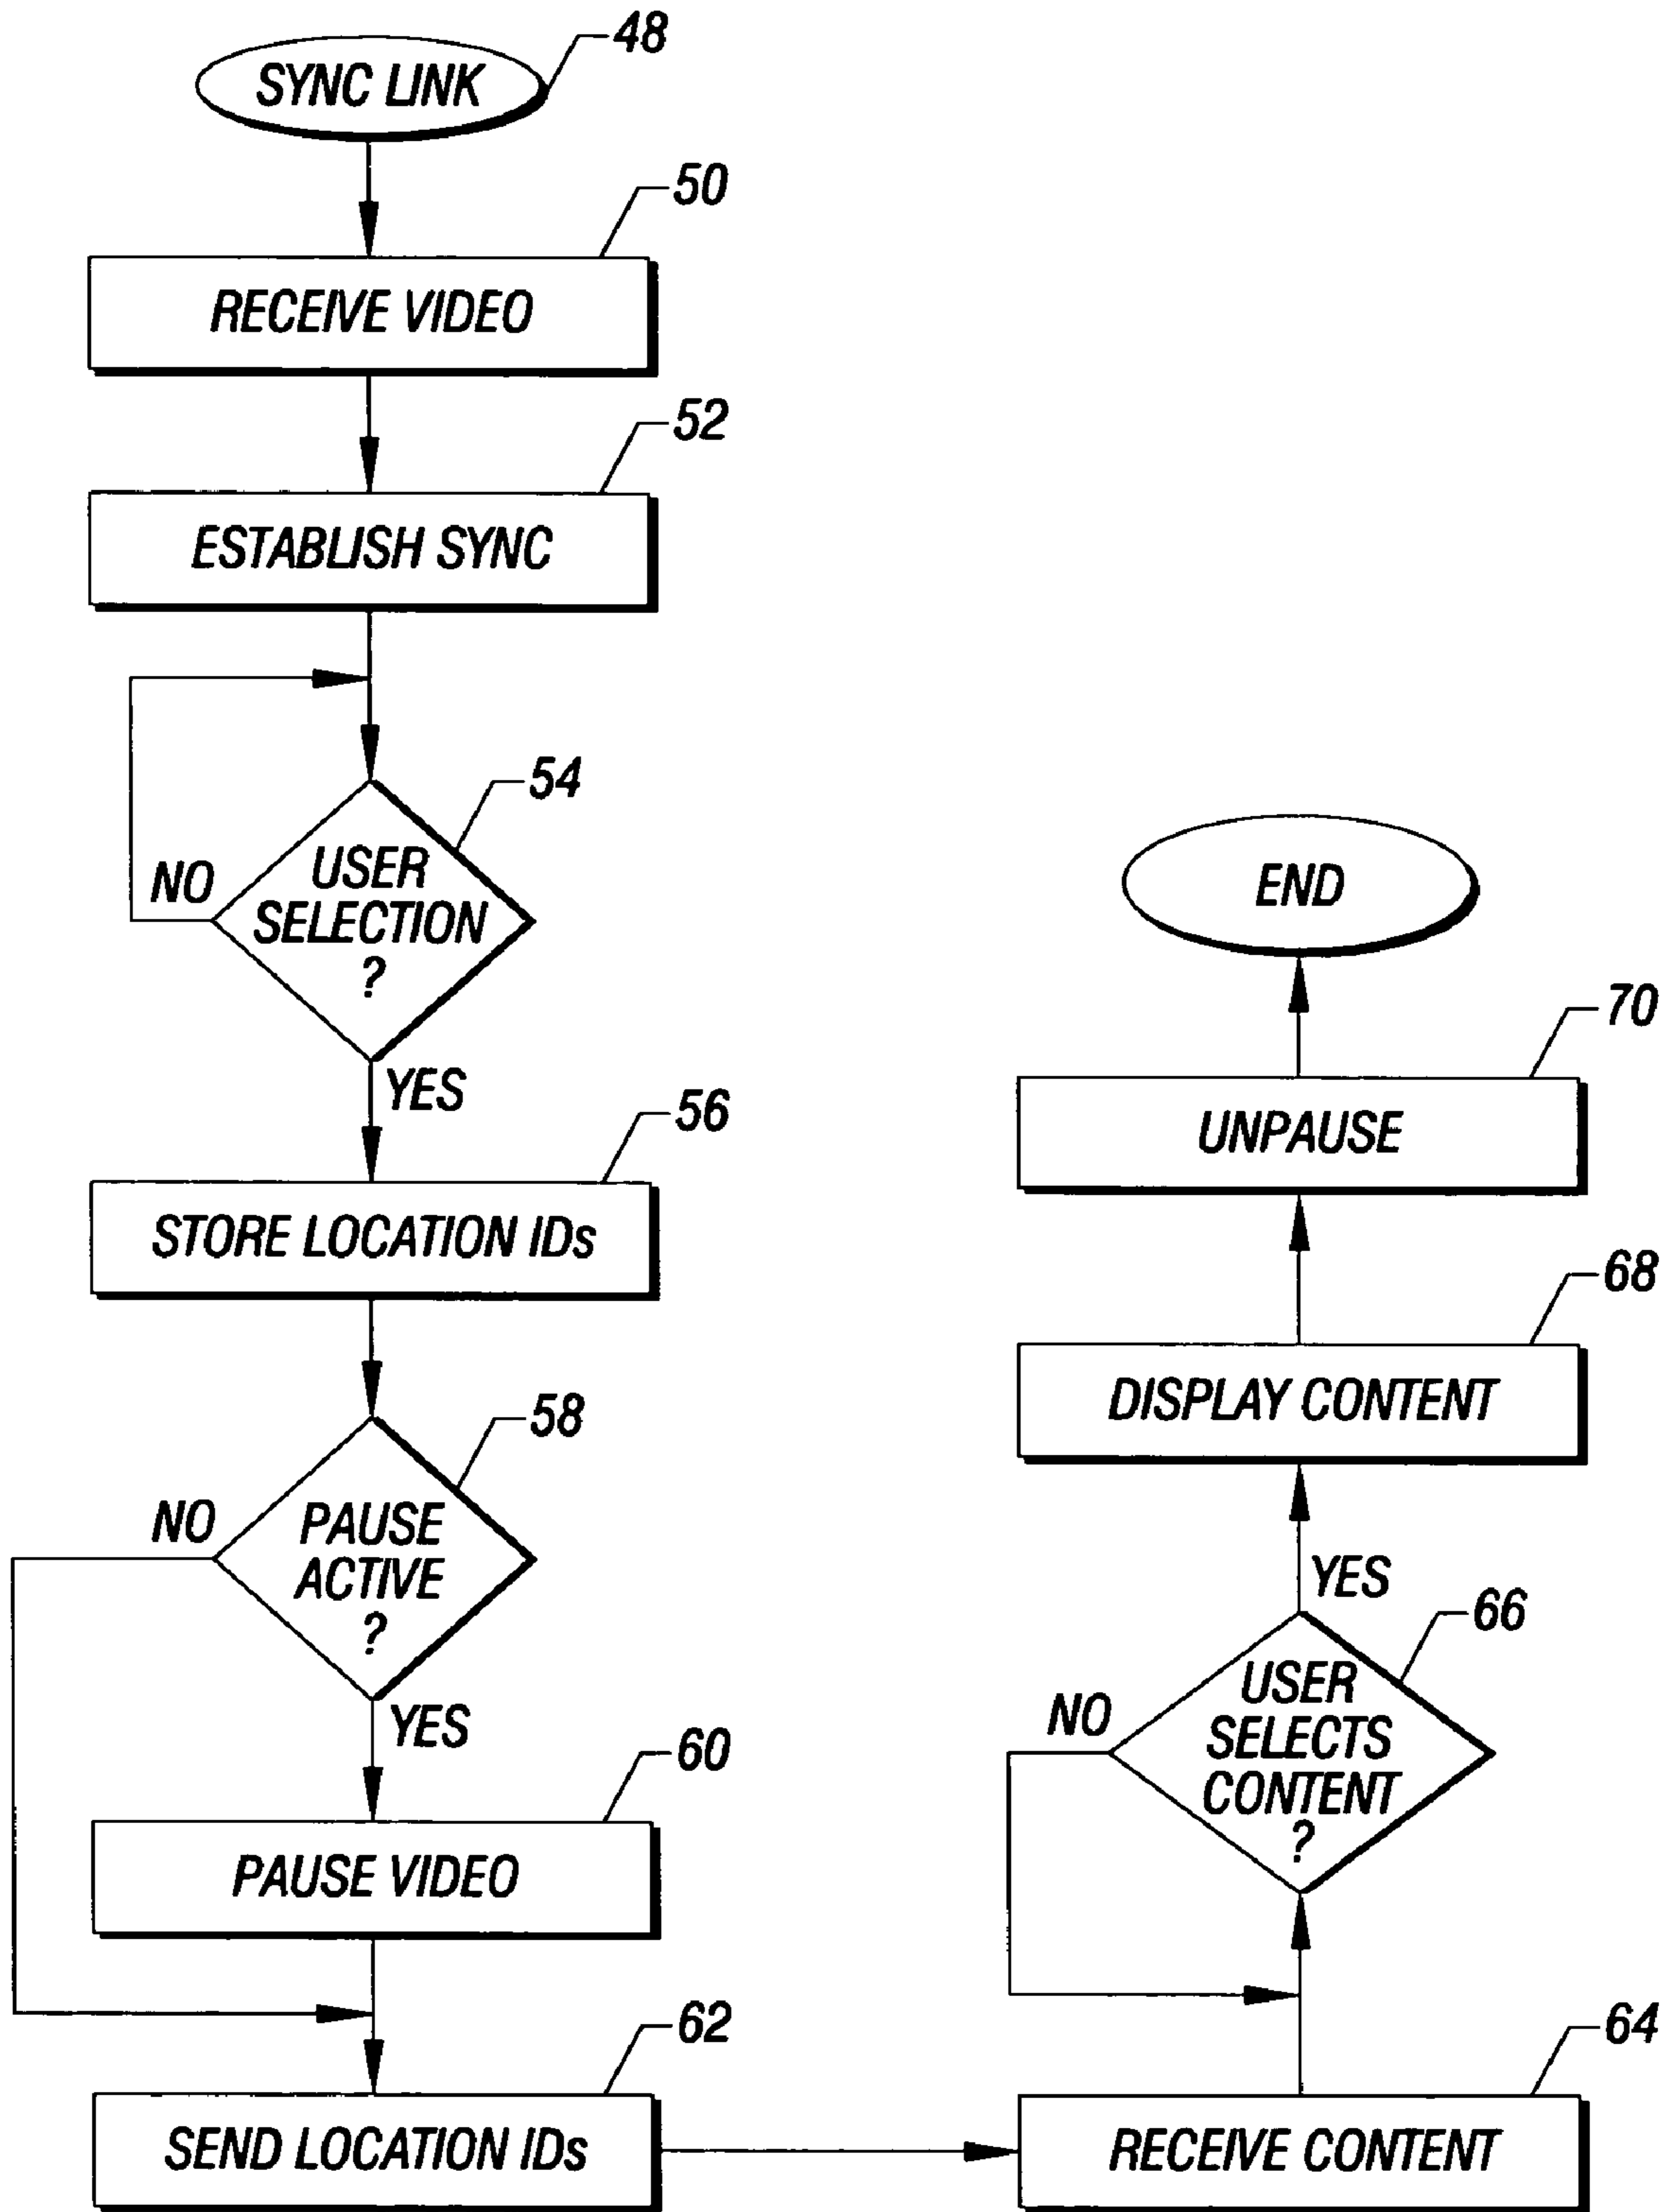 SYNC LINK
48
50
RECEIVE VIDEO
52
ESTABLISH SYNC
54
NO
USER
SELECTION
?
YES
56
STORE LOCATION IDs
58
NO
PAUSE
ACTIVE
?
YES
60
PAUSE VIDEO
62
SEND LOCATION IDs
64
RECEIVE CONTENT
66
NO
USER
SELECTS
CONTENT
?
YES
68
DISPLAY CONTENT
70
UNPAUSE
END